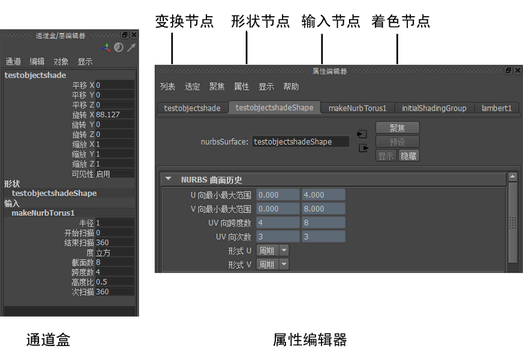 变换节点 形状节点 输入节点 着色节点
通道盒/层编辑器
通道 编辑 对象 显示
testobjectshade
平移 X 0
平移 Y 0
平移 Z 0
旋转 X 88.127
旋转 Y 0
旋转 Z 0
缩放 X 1
缩放 Y 1
缩放 Z 1
可见性 启用
形状
testobjectshadeShape
输入
makeNurbTorus1
半径 1
开始扫描 0
结束扫描 360
度 立方
截面数 8
跨度数 4
高度比 0.5
次扫描 360
属性编辑器
列表 选定 聚焦 属性 显示 帮助
testobjectshade testobjectshadeShape makeNurbTorus1 initialShadingGroup lambert1
nurbsSurface: testobjectshadeShape
聚焦
预设
显示 隐藏
NURBS 曲面历史
U 向最小最大范围 0.000 4.000
V 向最小最大范围 0.000 8.000
UV 向跨度数 4 8
UV 向次数 3 3
形式 U 周期
形式 V 周期
通道盒 属性编辑器